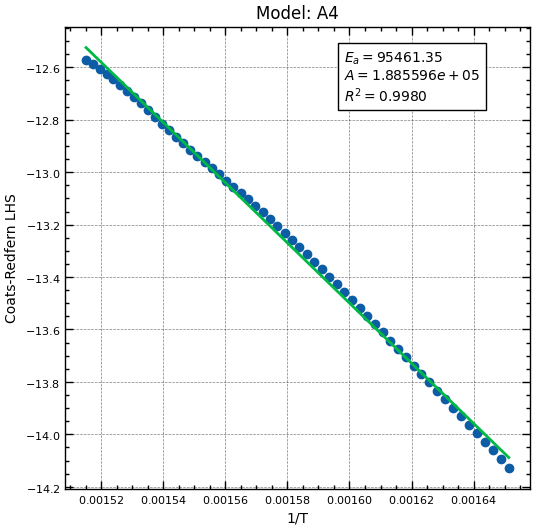 Model: A4
Eₐ = 95461.35
A = 1.885596e + 05
R² = 0.9980
Coats-Redfern LHS
−12.6
−12.8
−13.0
−13.2
−13.4
−13.6
−13.8
−14.0
−14.2
0.00152 0.00154 0.00156 0.00158 0.00160 0.00162 0.00164
1/T